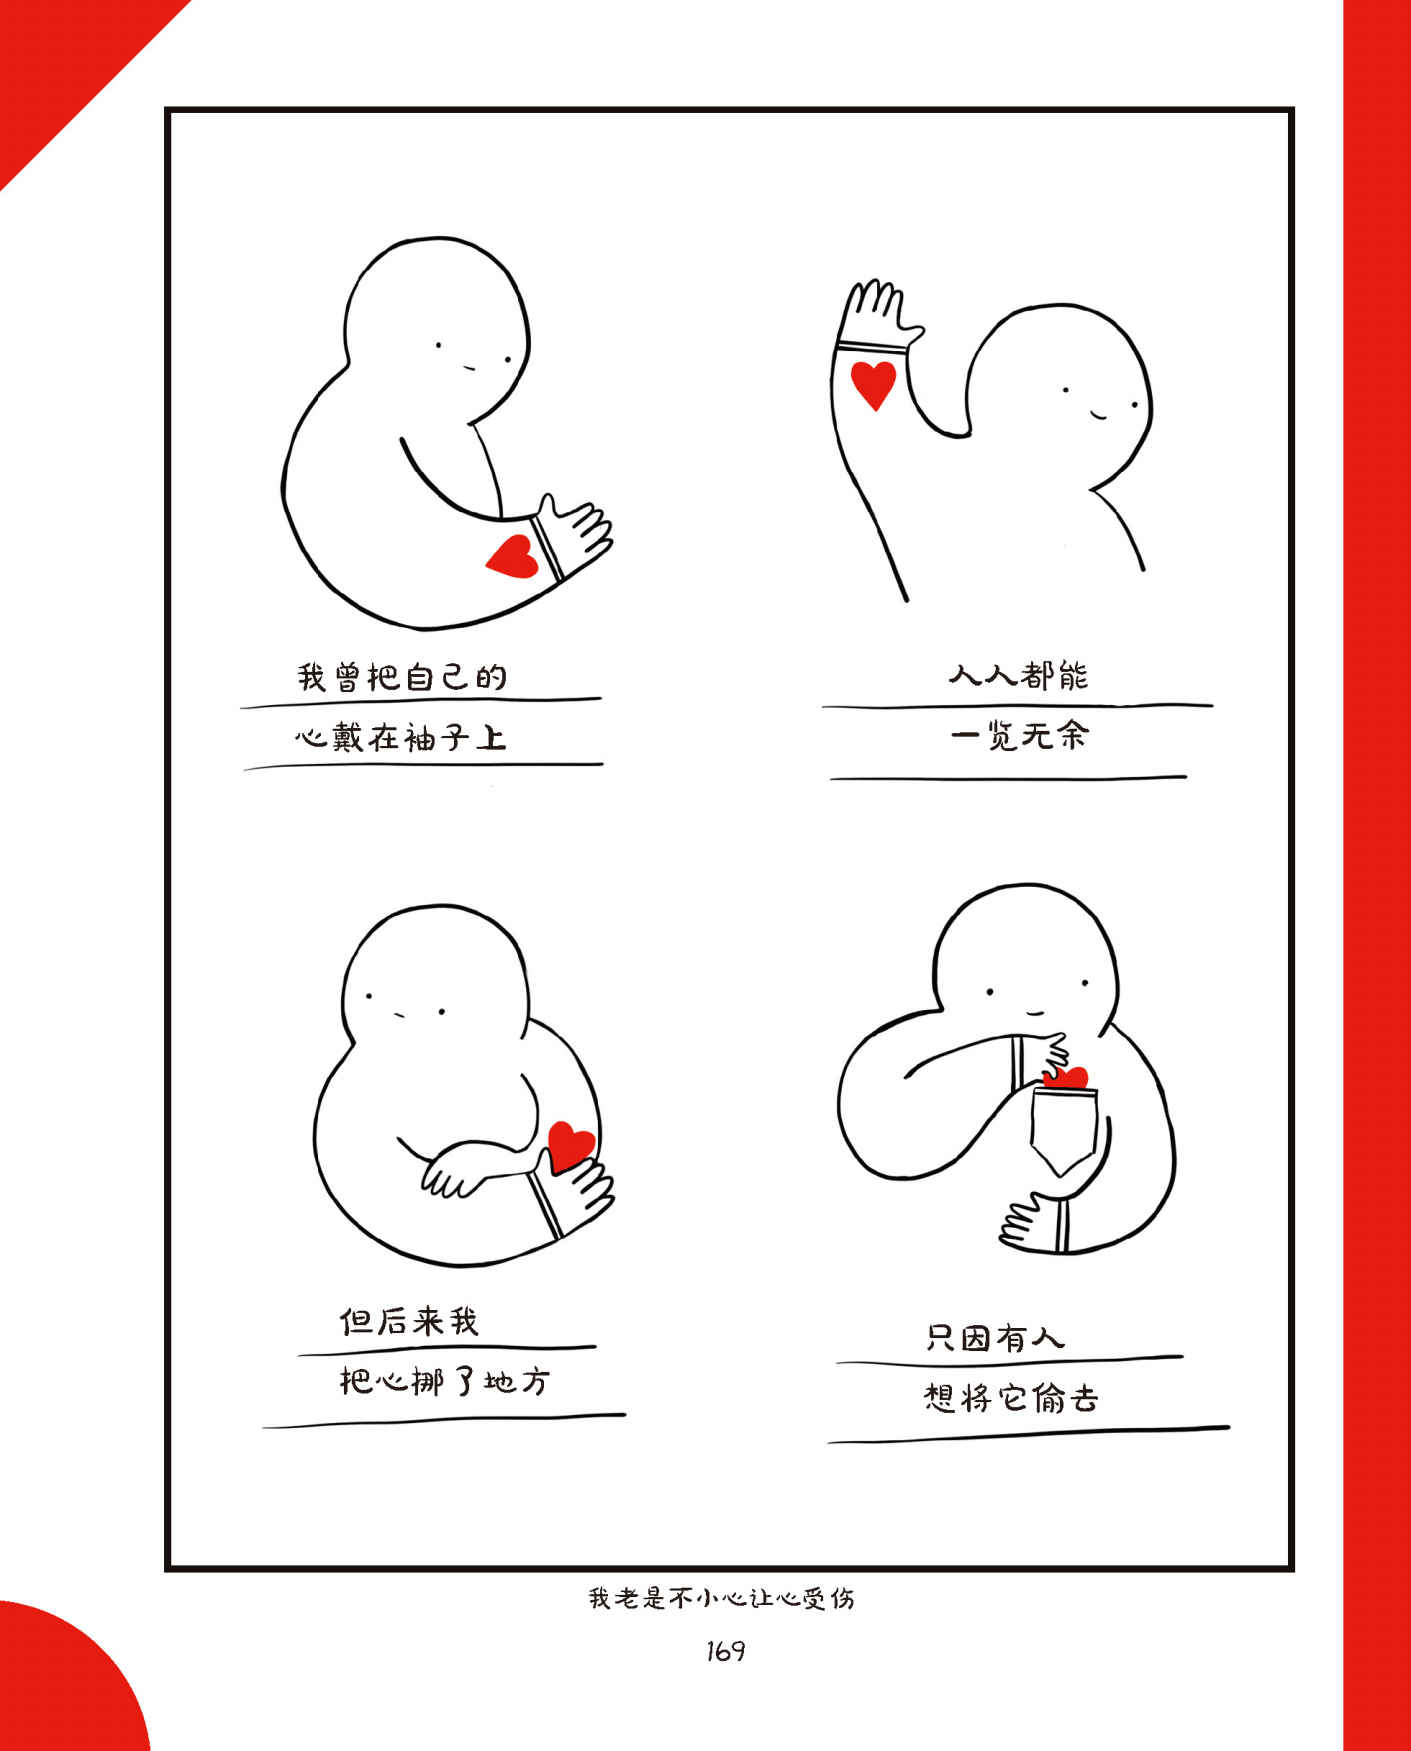 我曾把自己的
心戴在袖子上
人人都能
一览无余
但后来我
把心挪了地方
只因有人
想将它偷去
我老是不小心让心受伤
169